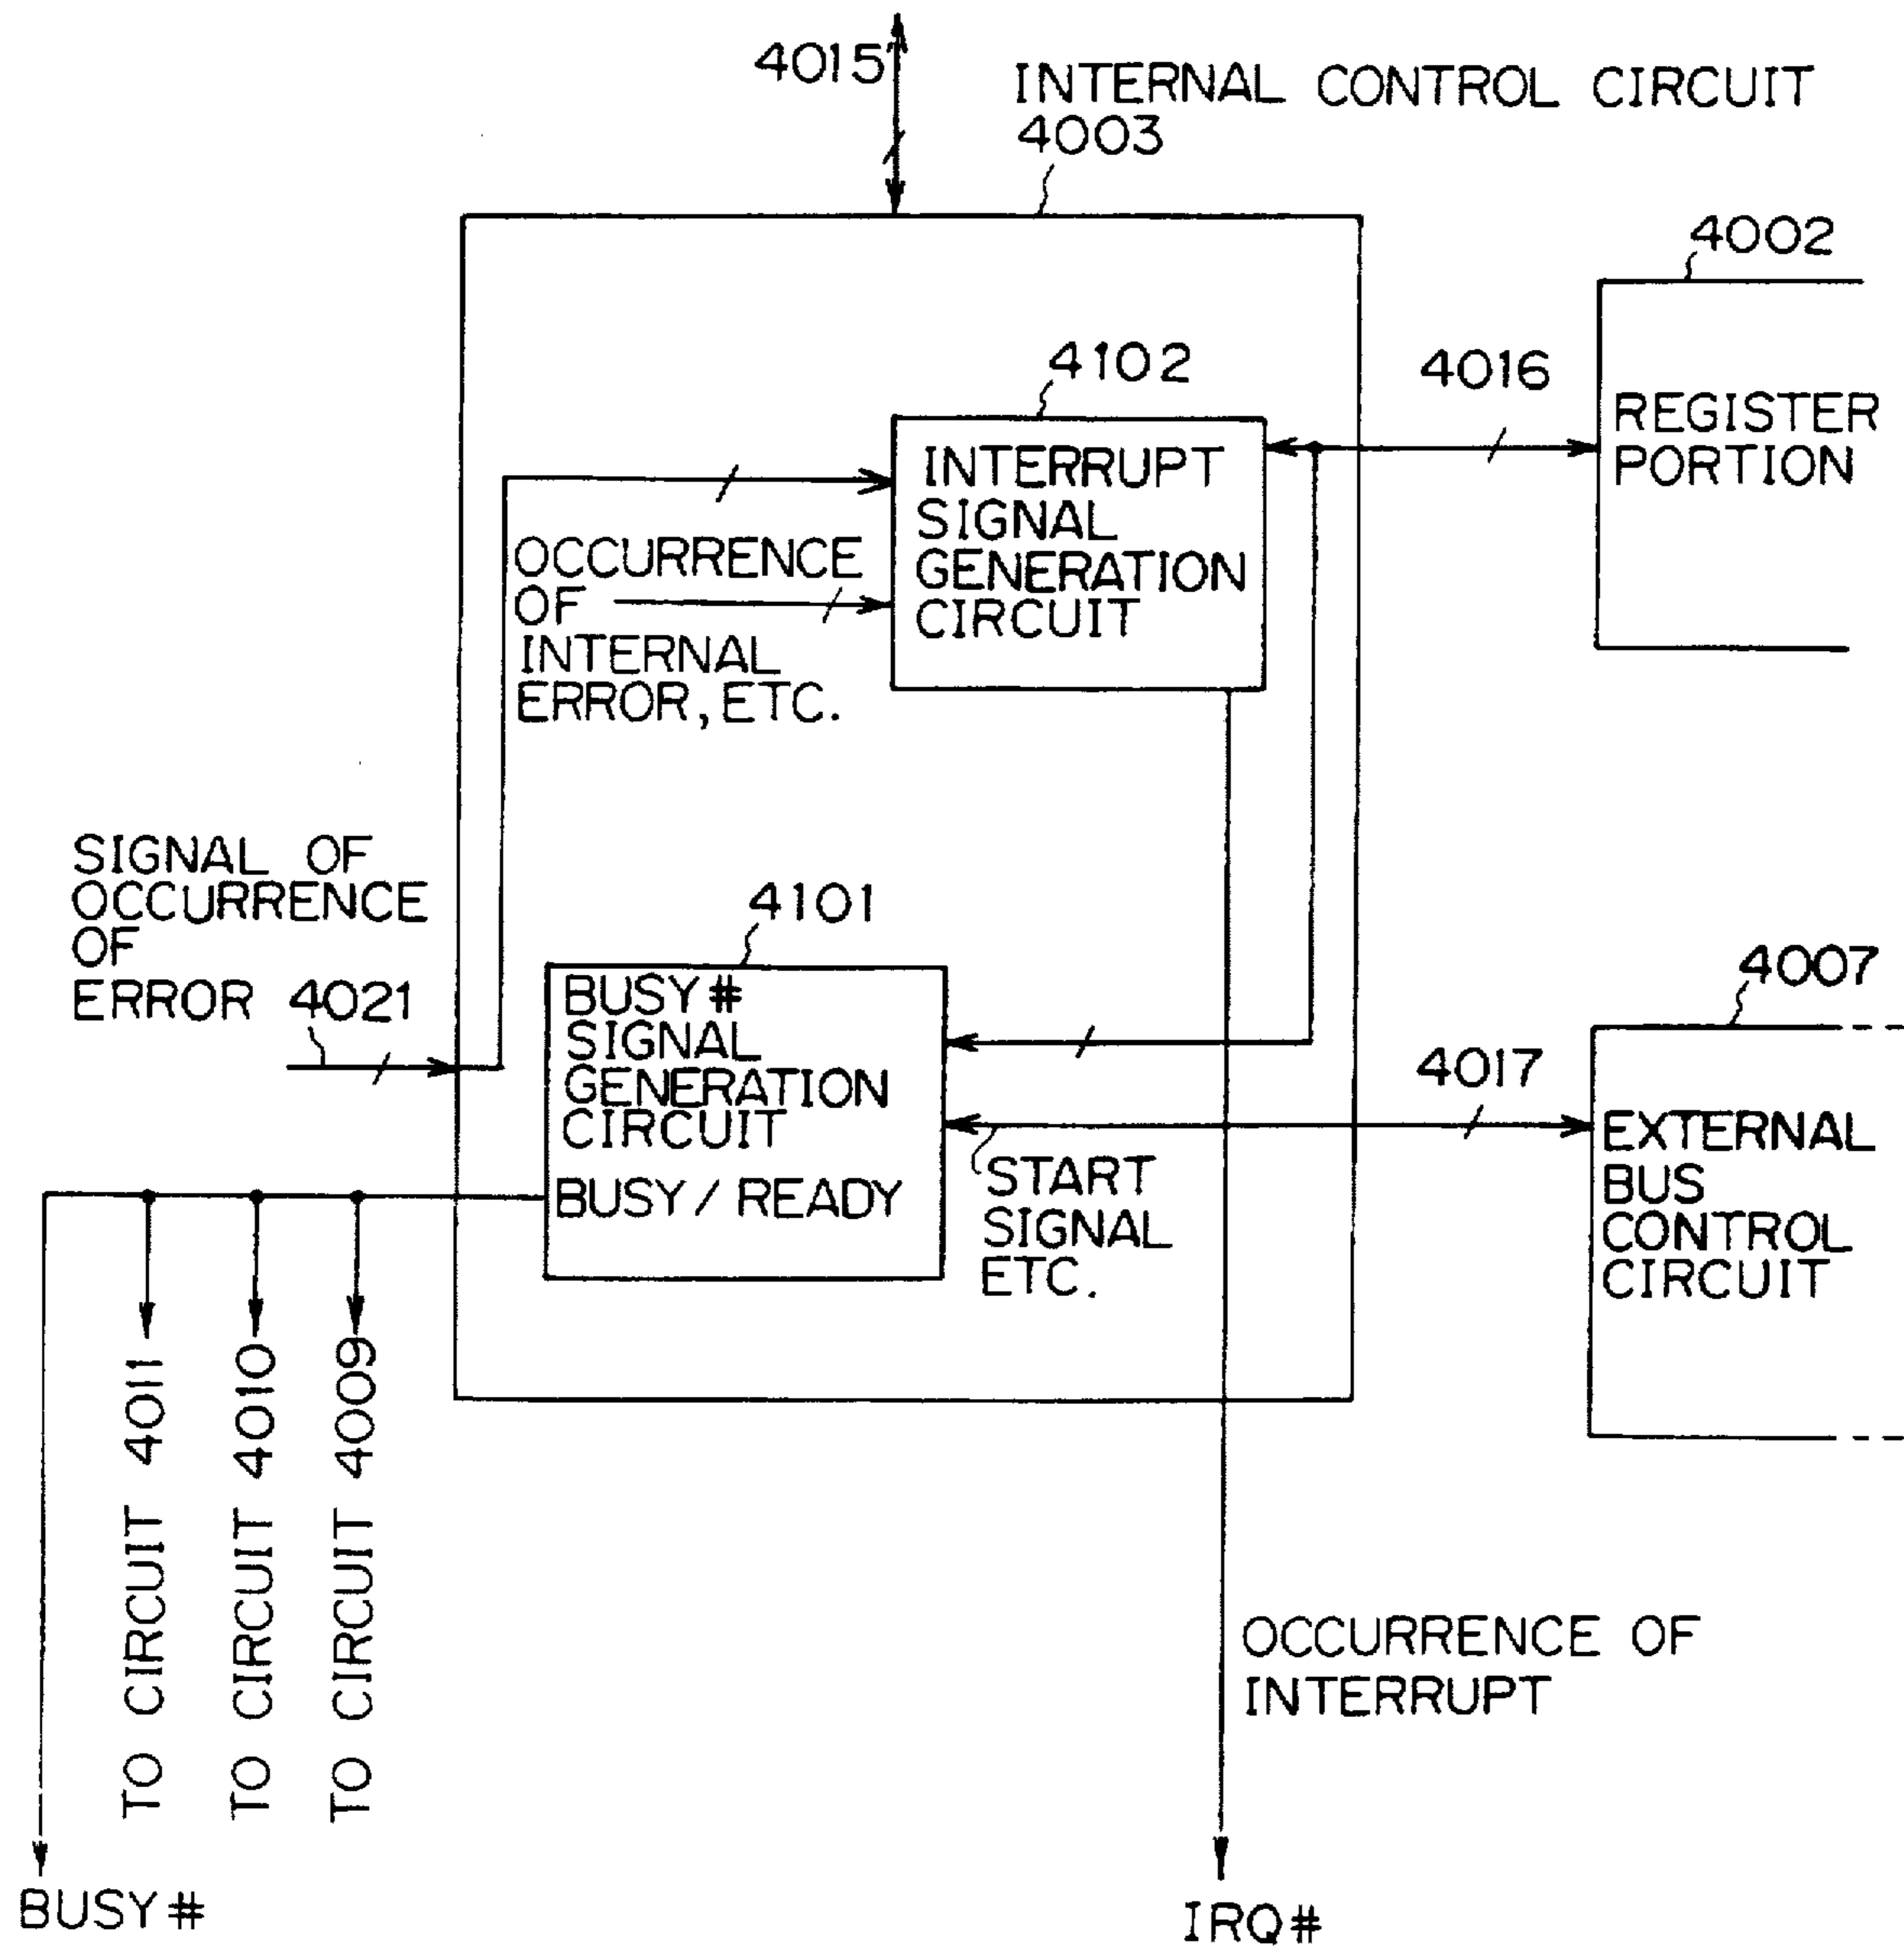 4015
INTERNAL CONTROL CIRCUIT
4003
4002
4102
4016
REGISTER
PORTION
INTERRUPT
SIGNAL
GENERATION
CIRCUIT
OCCURRENCE
OF
INTERNAL
ERROR, ETC.
SIGNAL OF
OCCURRENCE
OF
ERROR 4021
4101
4007
BUSY#
SIGNAL
GENERATION
CIRCUIT
BUSY / READY
4017
START
SIGNAL
ETC.
EXTERNAL
BUS
CONTROL
CIRCUIT
TO CIRCUIT 4011
TO CIRCUIT 4010
TO CIRCUIT 4009
OCCURRENCE OF
INTERRUPT
BUSY#
IRQ#